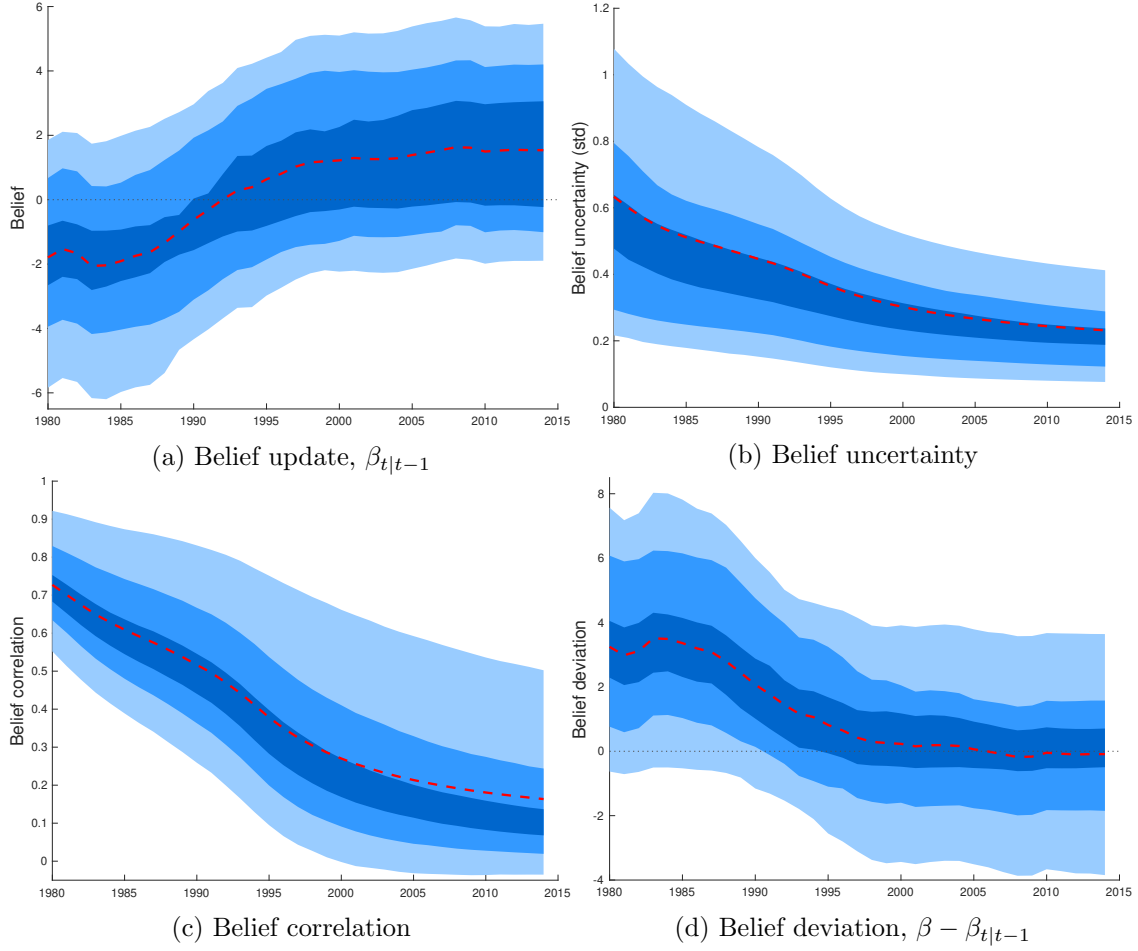 6
4
2
0
-2
-4
-6
Belief
1980 1985 1990 1995 2000 2005 2010 2015
(a) Belief update, β_{t|t−1}
1.2
1
0.8
0.6
0.4
0.2
0
Belief uncertainty (std)
1980 1985 1990 1995 2000 2005 2010 2015
(b) Belief uncertainty
1
0.9
0.8
0.7
0.6
0.5
0.4
0.3
0.2
0.1
0
Belief correlation
1980 1985 1990 1995 2000 2005 2010 2015
(c) Belief correlation
8
6
4
2
0
-2
-4
Belief deviation
1980 1985 1990 1995 2000 2005 2010 2015
(d) Belief deviation, β − β_{t|t−1}